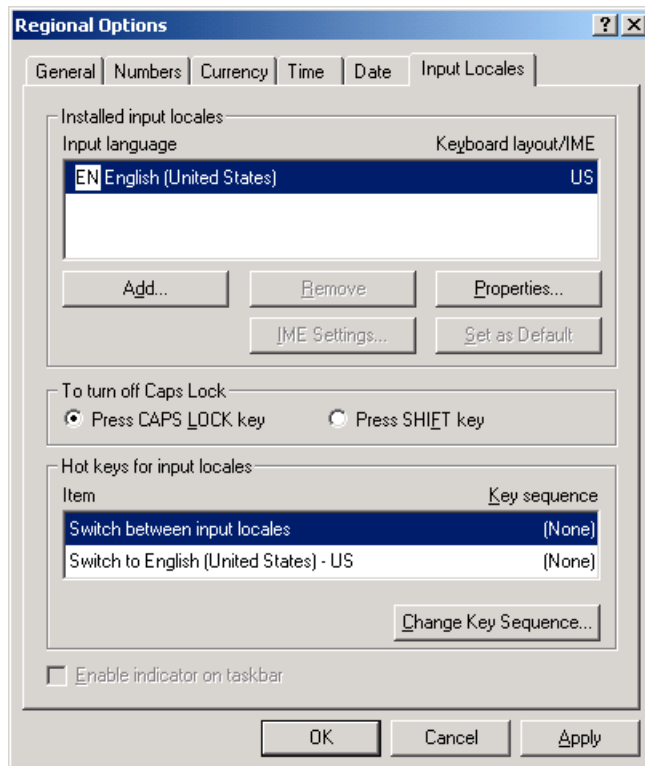 Regional Options
General Numbers Currency Time Date Input Locales
Installed input locales
Input language Keyboard layout/IME
EN English (United States) US
Add... Remove Properties...
IME Settings... Set as Default
To turn off Caps Lock
Press CAPS LOCK key Press SHIFT key
Hot keys for input locales
Item Key sequence
Switch between input locales (None)
Switch to English (United States) - US (None)
Change Key Sequence...
Enable indicator on taskbar
OK Cancel Apply